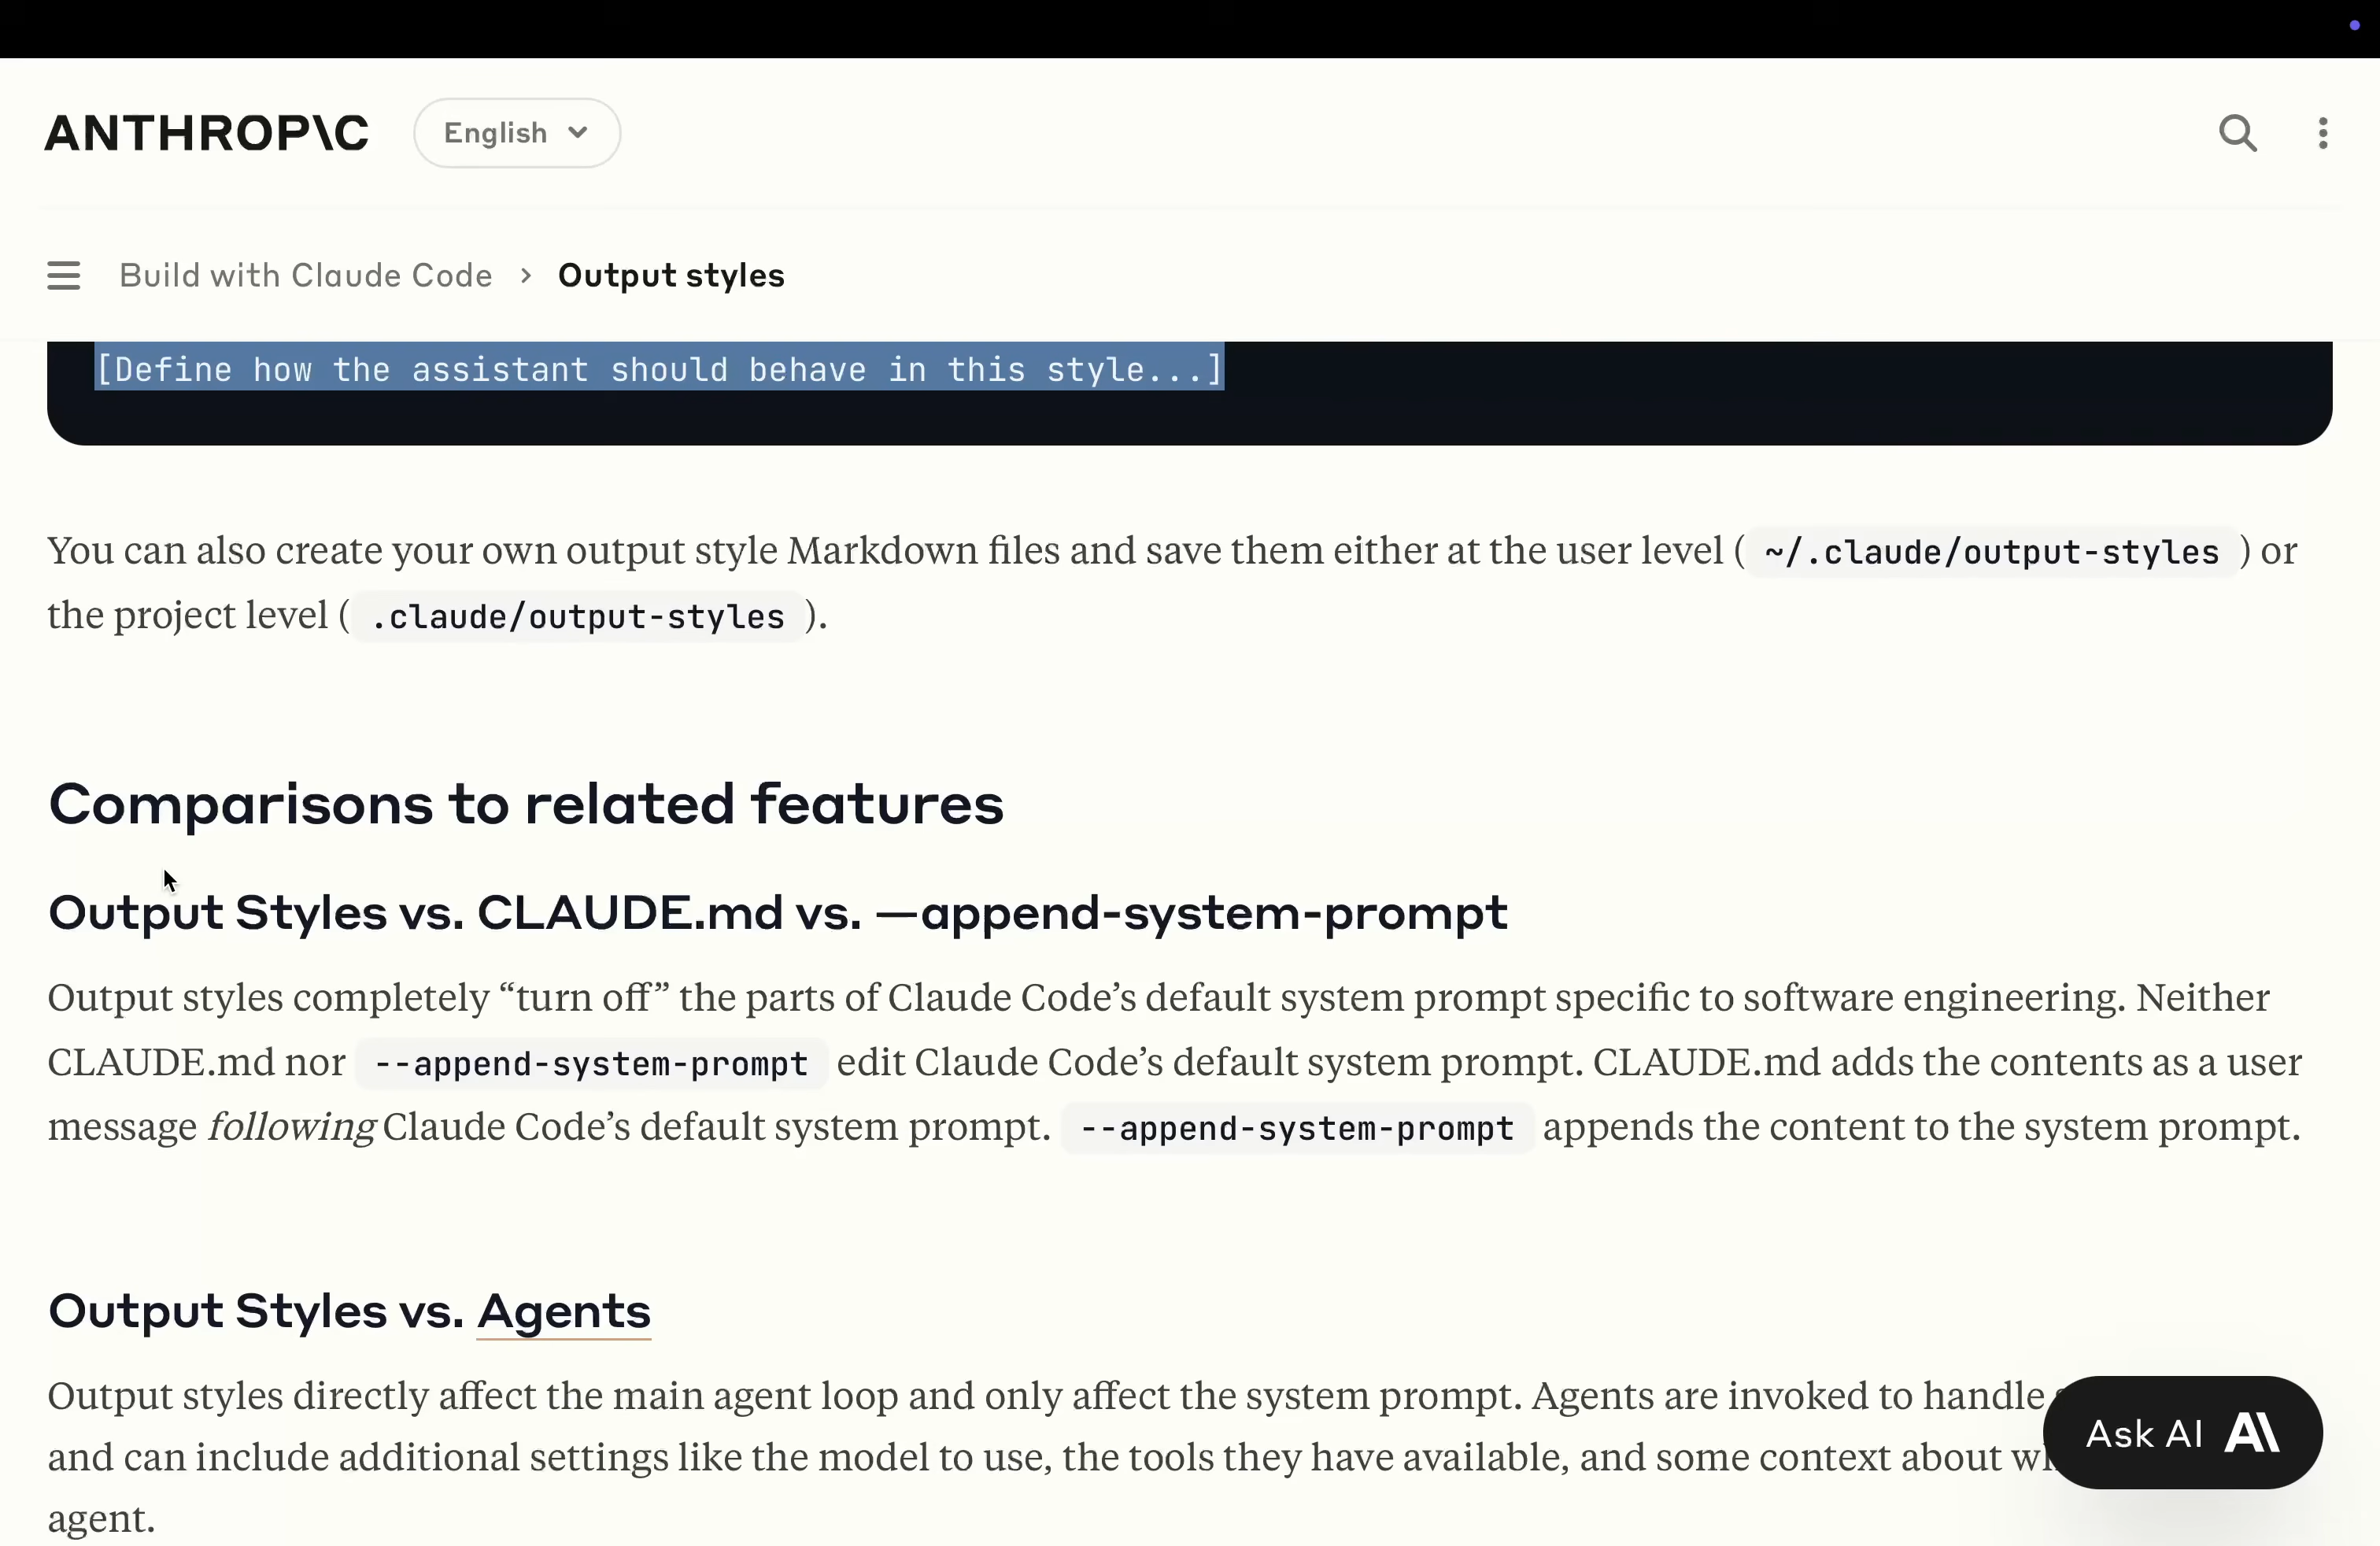 ANTHROP\C
English
Build with Claude Code > Output styles
[Define how the assistant should behave in this style...]
You can also create your own output style Markdown files and save them either at the user level ( ~/.claude/output-styles ) or
the project level ( .claude/output-styles ).
Comparisons to related features
Output Styles vs. CLAUDE.md vs. —append-system-prompt
Output styles completely “turn off” the parts of Claude Code’s default system prompt specific to software engineering. Neither
CLAUDE.md nor --append-system-prompt edit Claude Code’s default system prompt. CLAUDE.md adds the contents as a user
message following Claude Code’s default system prompt. --append-system-prompt appends the content to the system prompt.
Output Styles vs. Agents
Output styles directly affect the main agent loop and only affect the system prompt. Agents are invoked to handle
and can include additional settings like the model to use, the tools they have available, and some context about
agent.
Ask AI A\